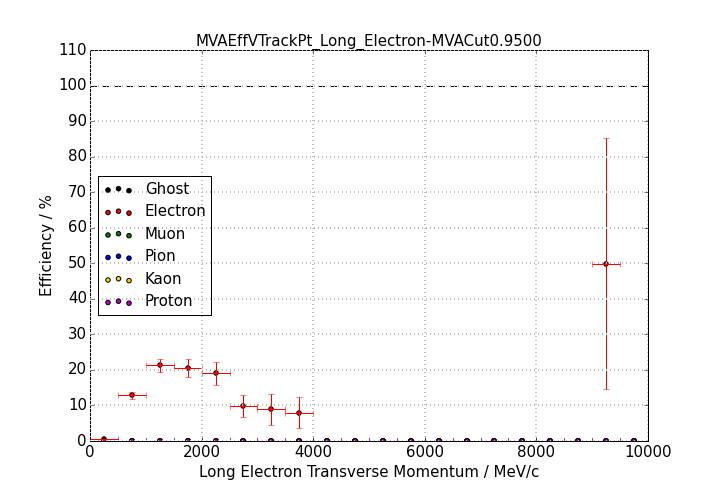 MVAEffVTrackPt_Long_Electron-MVACut0.9500
110
100
90
80
70
60
50
40
30
20
10
0
Efficiency / %
Ghost
Electron
Muon
Pion
Kaon
Proton
0 2000 4000 6000 8000 10000
Long Electron Transverse Momentum / MeV/c